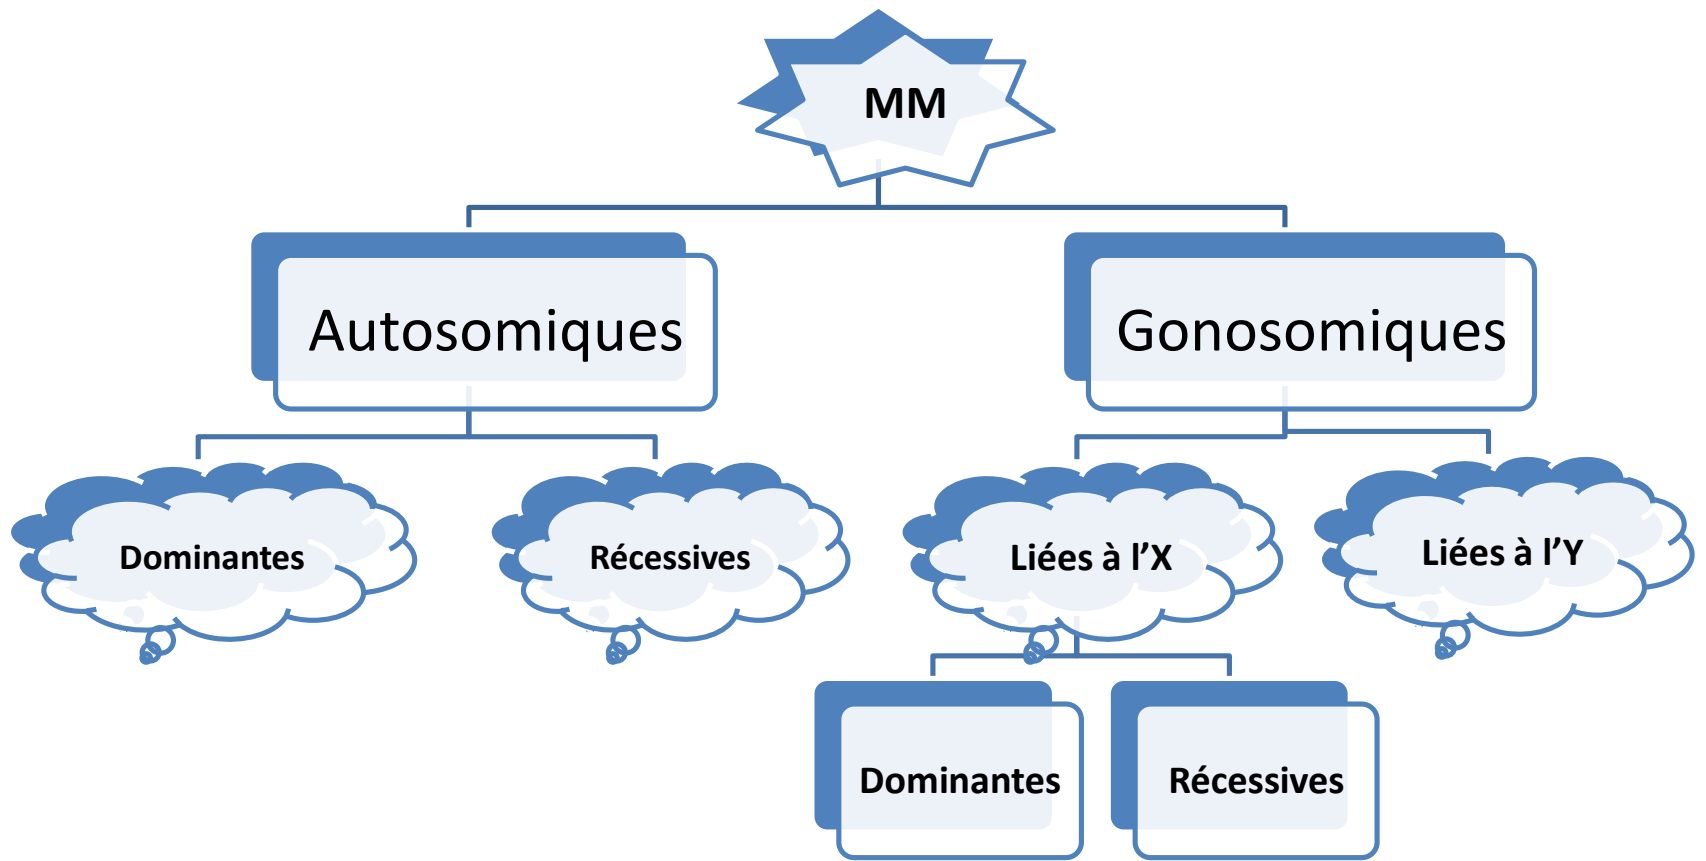 MM
Autosomiques
Gonosomiques
Dominantes
Récessives
Liées à l’X
Liées à l’Y
Dominantes
Récessives